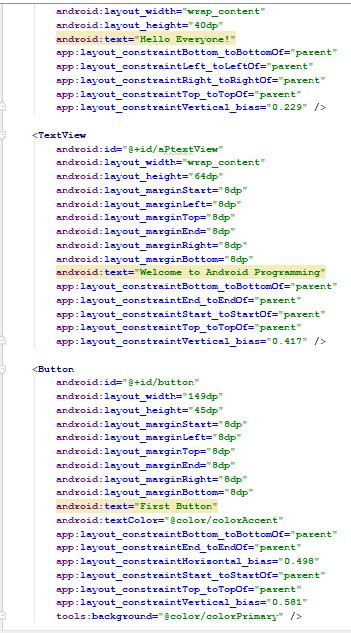 android:layout_width="wrap_content"
android:layout_height="40dp"
android:text="Hello Everyone!"
app:layout_constraintBottom_toBottomOf="parent"
app:layout_constraintLeft_toLeftOf="parent"
app:layout_constraintRight_toRightOf="parent"
app:layout_constraintTop_toTopOf="parent"
app:layout_constraintVertical_bias="0.229" />
<TextView
android:id="@+id/aPtextView"
android:layout_width="wrap_content"
android:layout_height="64dp"
android:layout_marginStart="8dp"
android:layout_marginLeft="8dp"
android:layout_marginTop="8dp"
android:layout_marginEnd="8dp"
android:layout_marginRight="8dp"
android:layout_marginBottom="8dp"
android:text="Welcome to Android Programming"
app:layout_constraintBottom_toBottomOf="parent"
app:layout_constraintEnd_toEndOf="parent"
app:layout_constraintStart_toStartOf="parent"
app:layout_constraintTop_toTopOf="parent"
app:layout_constraintVertical_bias="0.417" />
<Button
android:id="@+id/button"
android:layout_width="149dp"
android:layout_height="45dp"
android:layout_marginStart="8dp"
android:layout_marginLeft="8dp"
android:layout_marginTop="8dp"
android:layout_marginEnd="8dp"
android:layout_marginRight="8dp"
android:layout_marginBottom="8dp"
android:text="First Button"
android:textColor="@color/colorAccent"
app:layout_constraintBottom_toBottomOf="parent"
app:layout_constraintEnd_toEndOf="parent"
app:layout_constraintHorizontal_bias="0.498"
app:layout_constraintStart_toStartOf="parent"
app:layout_constraintTop_toTopOf="parent"
app:layout_constraintVertical_bias="0.581"
tools:background="@color/colorPrimary" />